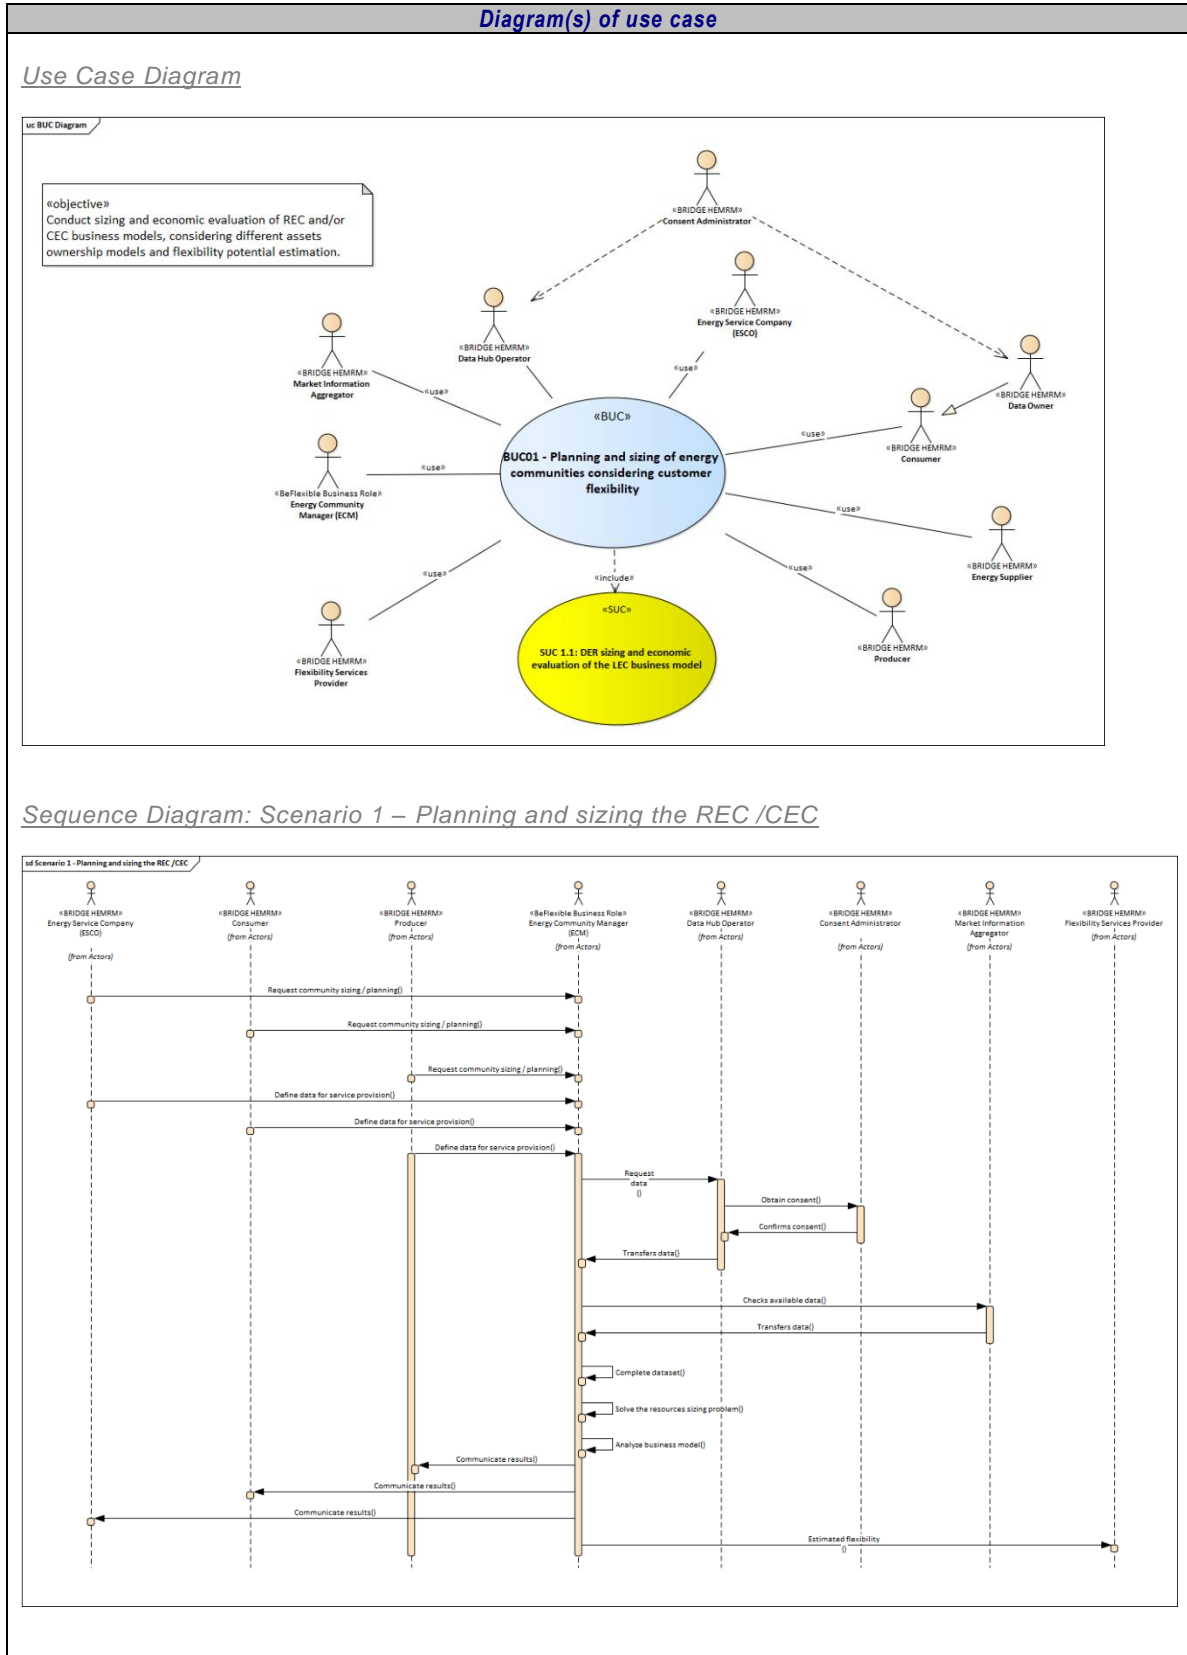 Diagram(s) of use case
Use Case Diagram
uc BUC Diagram
«objective»
Conduct sizing and economic evaluation of REC and/or
CEC business models, considering different assets
ownership models and flexibility potential estimation.
«BRIDGE HEMRM»
Consent Administrator
«BRIDGE HEMRM»
Energy Service Company
(ESCO)
«BRIDGE HEMRM»
Data Hub Operator
«BRIDGE HEMRM»
Market Information
Aggregator
«BRIDGE HEMRM»
Data Owner
«BRIDGE HEMRM»
Consumer
«use»
«use»
«use»
«use»
«use»
«use»
«use»
«BUC»
BUC01 - Planning and sizing of energy
communities considering customer
flexibility
«BeFlexible Business Role»
Energy Community
Manager (ECM)
«BRIDGE HEMRM»
Energy Supplier
«include»
«SUC»
SUC 1.1: DER sizing and economic
evaluation of the LEC business model
«BRIDGE HEMRM»
Flexibility Services
Provider
«BRIDGE HEMRM»
Producer
Sequence Diagram: Scenario 1 – Planning and sizing the REC /CEC
sd Scenario 1 - Planning and sizing the REC /CEC
«BRIDGE HEMRM»
Energy Service Company
(ESCO)
(from Actors)
«BRIDGE HEMRM»
Consumer
(from Actors)
«BRIDGE HEMRM»
Producer
(from Actors)
«BeFlexible Business Role»
Energy Community Manager
(ECM)
(from Actors)
«BRIDGE HEMRM»
Data Hub Operator
(from Actors)
«BRIDGE HEMRM»
Consent Administrator
(from Actors)
«BRIDGE HEMRM»
Market Information
Aggregator
(from Actors)
«BRIDGE HEMRM»
Flexibility Services Provider
(from Actors)
Request community sizing / planning()
Request community sizing / planning()
Request community sizing / planning()
Define data for service provision()
Define data for service provision()
Define data for service provision()
Request
data
()
Obtain consent()
Confirms consent()
Transfers data()
Checks available data()
Transfers data()
Complete dataset()
Solve the resources sizing problem()
Analyze business model()
Communicate results()
Communicate results()
Communicate results()
Estimated flexibility
()